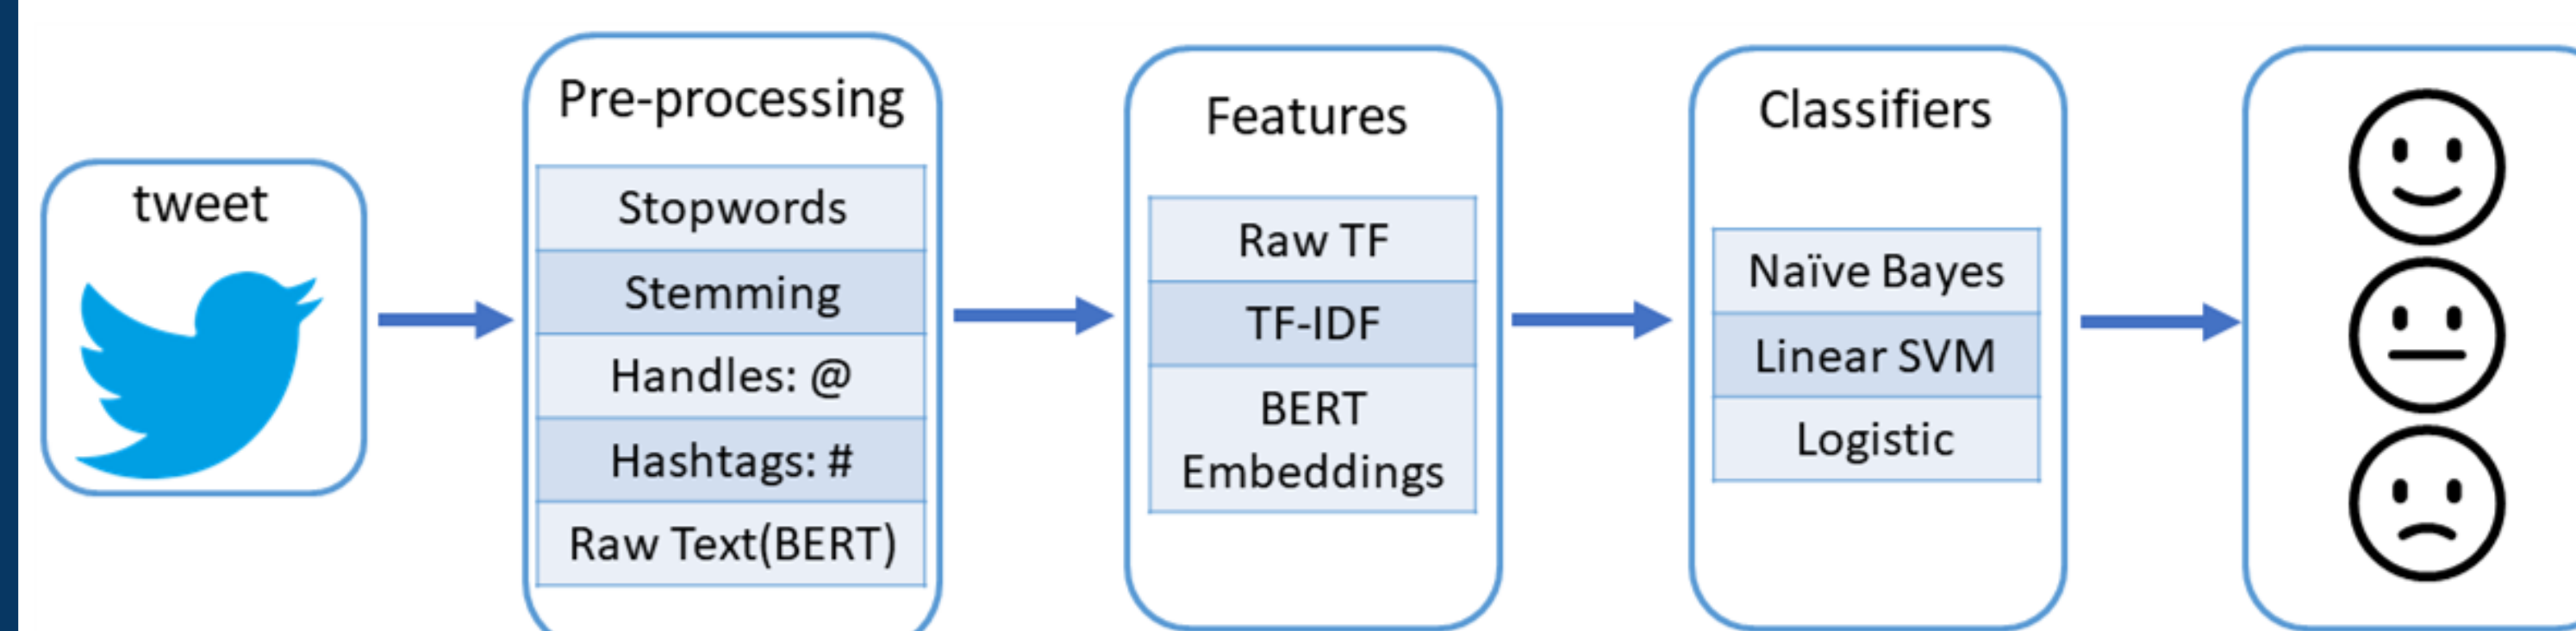 tweet
Pre-processing
Stopwords
Stemming
Handles: @
Hashtags: #
Raw Text(BERT)
Features
Raw TF
TF-IDF
BERT
Embeddings
Classifiers
Naïve Bayes
Linear SVM
Logistic